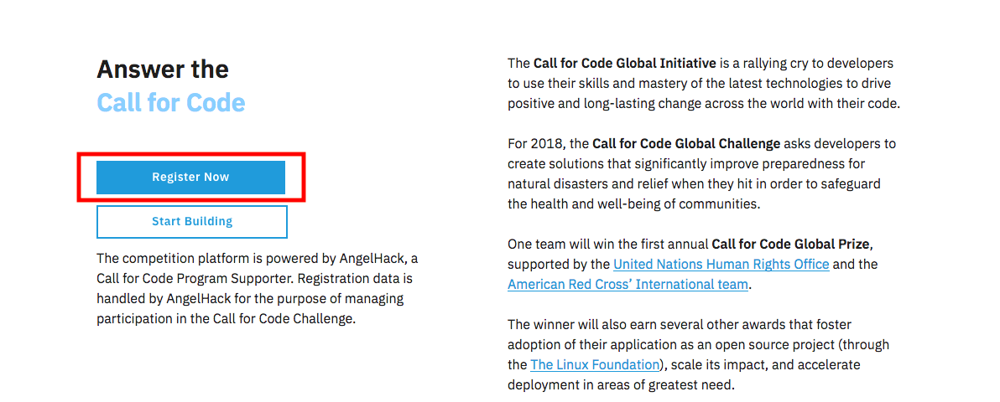 Answer the
Call for Code
Register Now
Start Building
The competition platform is powered by AngelHack, a
Call for Code Program Supporter. Registration data is
handled by AngelHack for the purpose of managing
participation in the Call for Code Challenge.
The Call for Code Global Initiative is a rallying cry to developers
to use their skills and mastery of the latest technologies to drive
positive and long-lasting change across the world with their code.
For 2018, the Call for Code Global Challenge asks developers to
create solutions that significantly improve preparedness for
natural disasters and relief when they hit in order to safeguard
the health and well-being of communities.
One team will win the first annual Call for Code Global Prize,
supported by the United Nations Human Rights Office and the
American Red Cross’ International team.
The winner will also earn several other awards that foster
adoption of their application as an open source project (through
the The Linux Foundation), scale its impact, and accelerate
deployment in areas of greatest need.